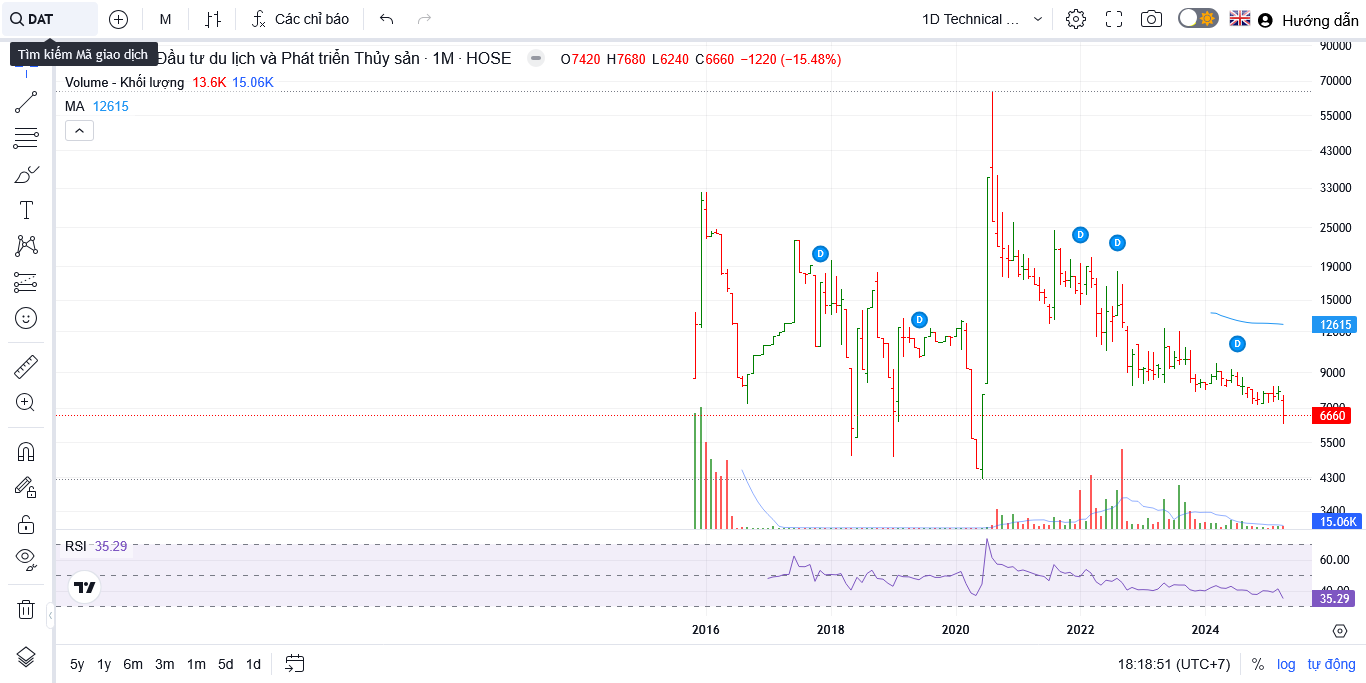 DAT
M
Các chỉ báo
1D Technical ...
Hướng dẫn
Tìm kiếm Mã giao dịch
Đầu tư du lịch và Phát triển Thủy sản · 1M · HOSE
O7420 H7680 L6240 C6660 −1220 (−15.48%)
Volume - Khối lượng 13.6K 15.06K
MA 12615
90000
70000
55000
43000
33000
25000
19000
15000
12615
12000
9000
7000
6660
5500
4300
3400
15.06K
D
D
D
D
D
RSI 35.29
60.00
40.00
35.29
2016
2018
2020
2022
2024
5y 1y 6m 3m 1m 5d 1d
18:18:51 (UTC+7)
% log tự động